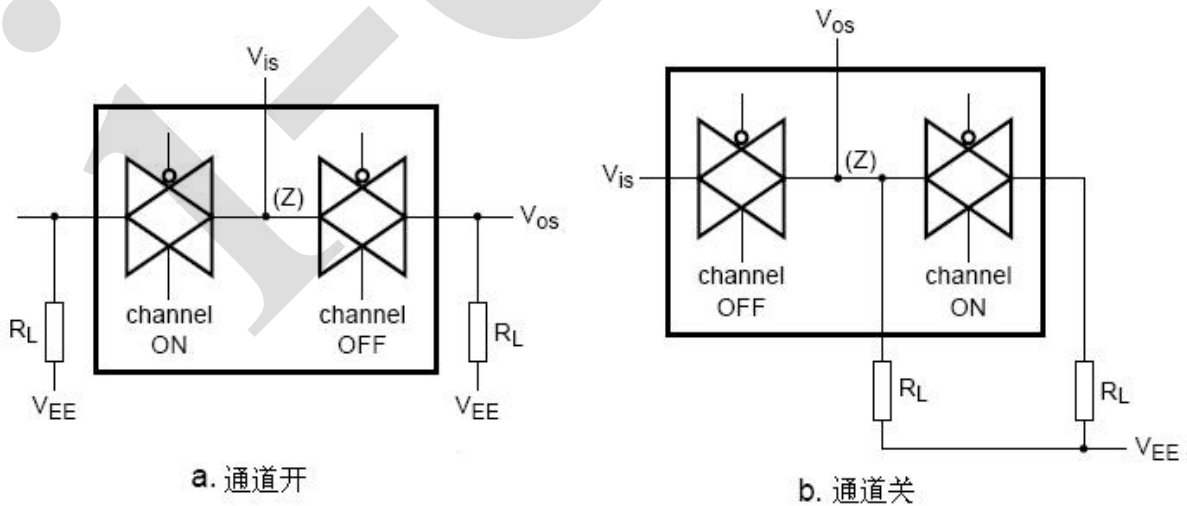 Vis
(Z)
Vos
channel
ON
channel
OFF
RL
RL
VEE
VEE
a. 通道开
Vos
Vis
(Z)
channel
OFF
channel
ON
RL
RL
VEE
b. 通道关